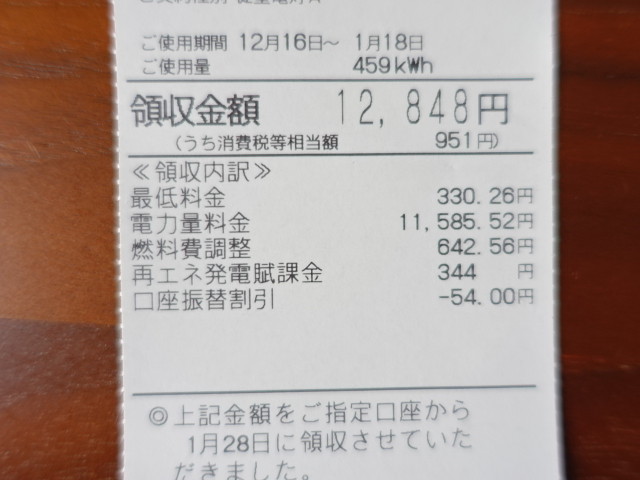 ご使用期間 12月16日〜 1月18日
ご使用量 459kWh
領収金額 12,848円
(うち消費税等相当額 951円)
≪領収内訳≫
最低料金 330.26円
電力量料金 11,585.52円
燃料費調整 642.56円
再エネ発電賦課金 344 円
口座振替割引 -54.00円
◎上記金額をご指定口座から
1月28日に領収させていた
だきました。